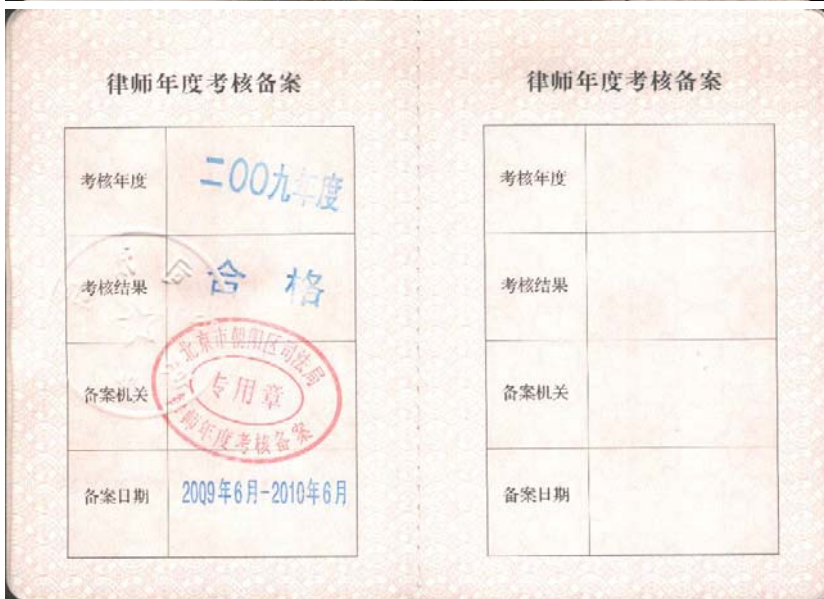 律师年度考核备案
考核年度 二〇〇九年度
考核结果 合格
备案机关
北京市朝阳区司法局
专用章
律师年度考核备案
备案日期 2009年6月-2010年6月
律师年度考核备案
考核年度
考核结果
备案机关
备案日期